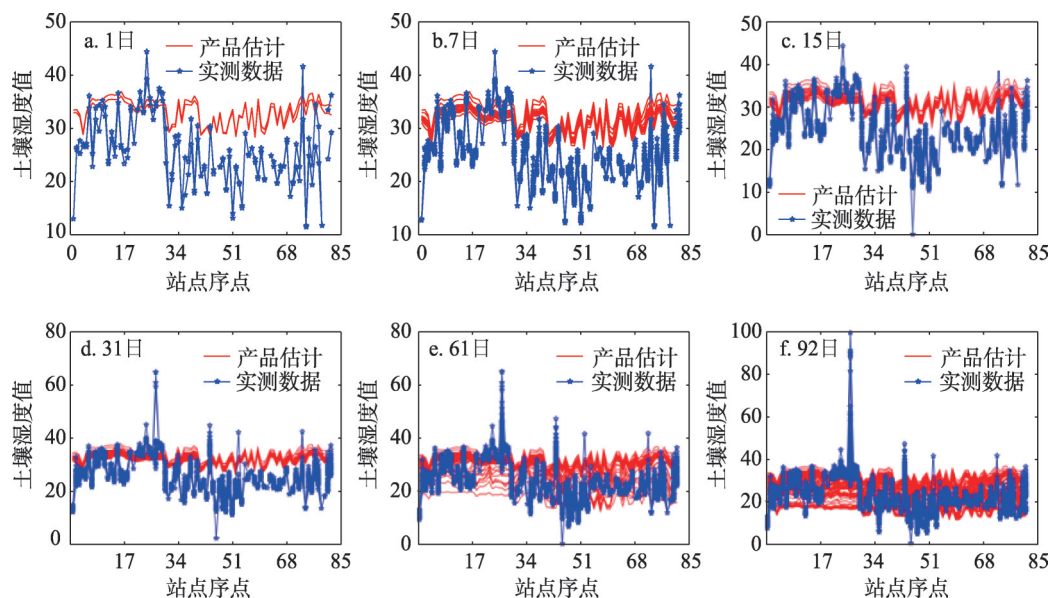 50
a. 1日
产品估计
实测数据
40
30
20
10
土壤湿度值
0 17 34 51 68 85
站点序点
50
b.7日
产品估计
实测数据
40
30
20
10
土壤湿度值
0 17 34 51 68 85
站点序点
50
c. 15日
40
30
20
10
0
产品估计
实测数据
土壤湿度值
0 17 34 51 68 85
站点序点
80
d. 31日
产品估计
实测数据
60
40
20
0
土壤湿度值
0 17 34 51 68 85
站点序点
80
e. 61日
产品估计
实测数据
60
40
20
0
土壤湿度值
0 17 34 51 68 85
站点序点
100
f. 92日
产品估计
实测数据
80
60
40
20
0
土壤湿度值
0 17 34 51 68 85
站点序点